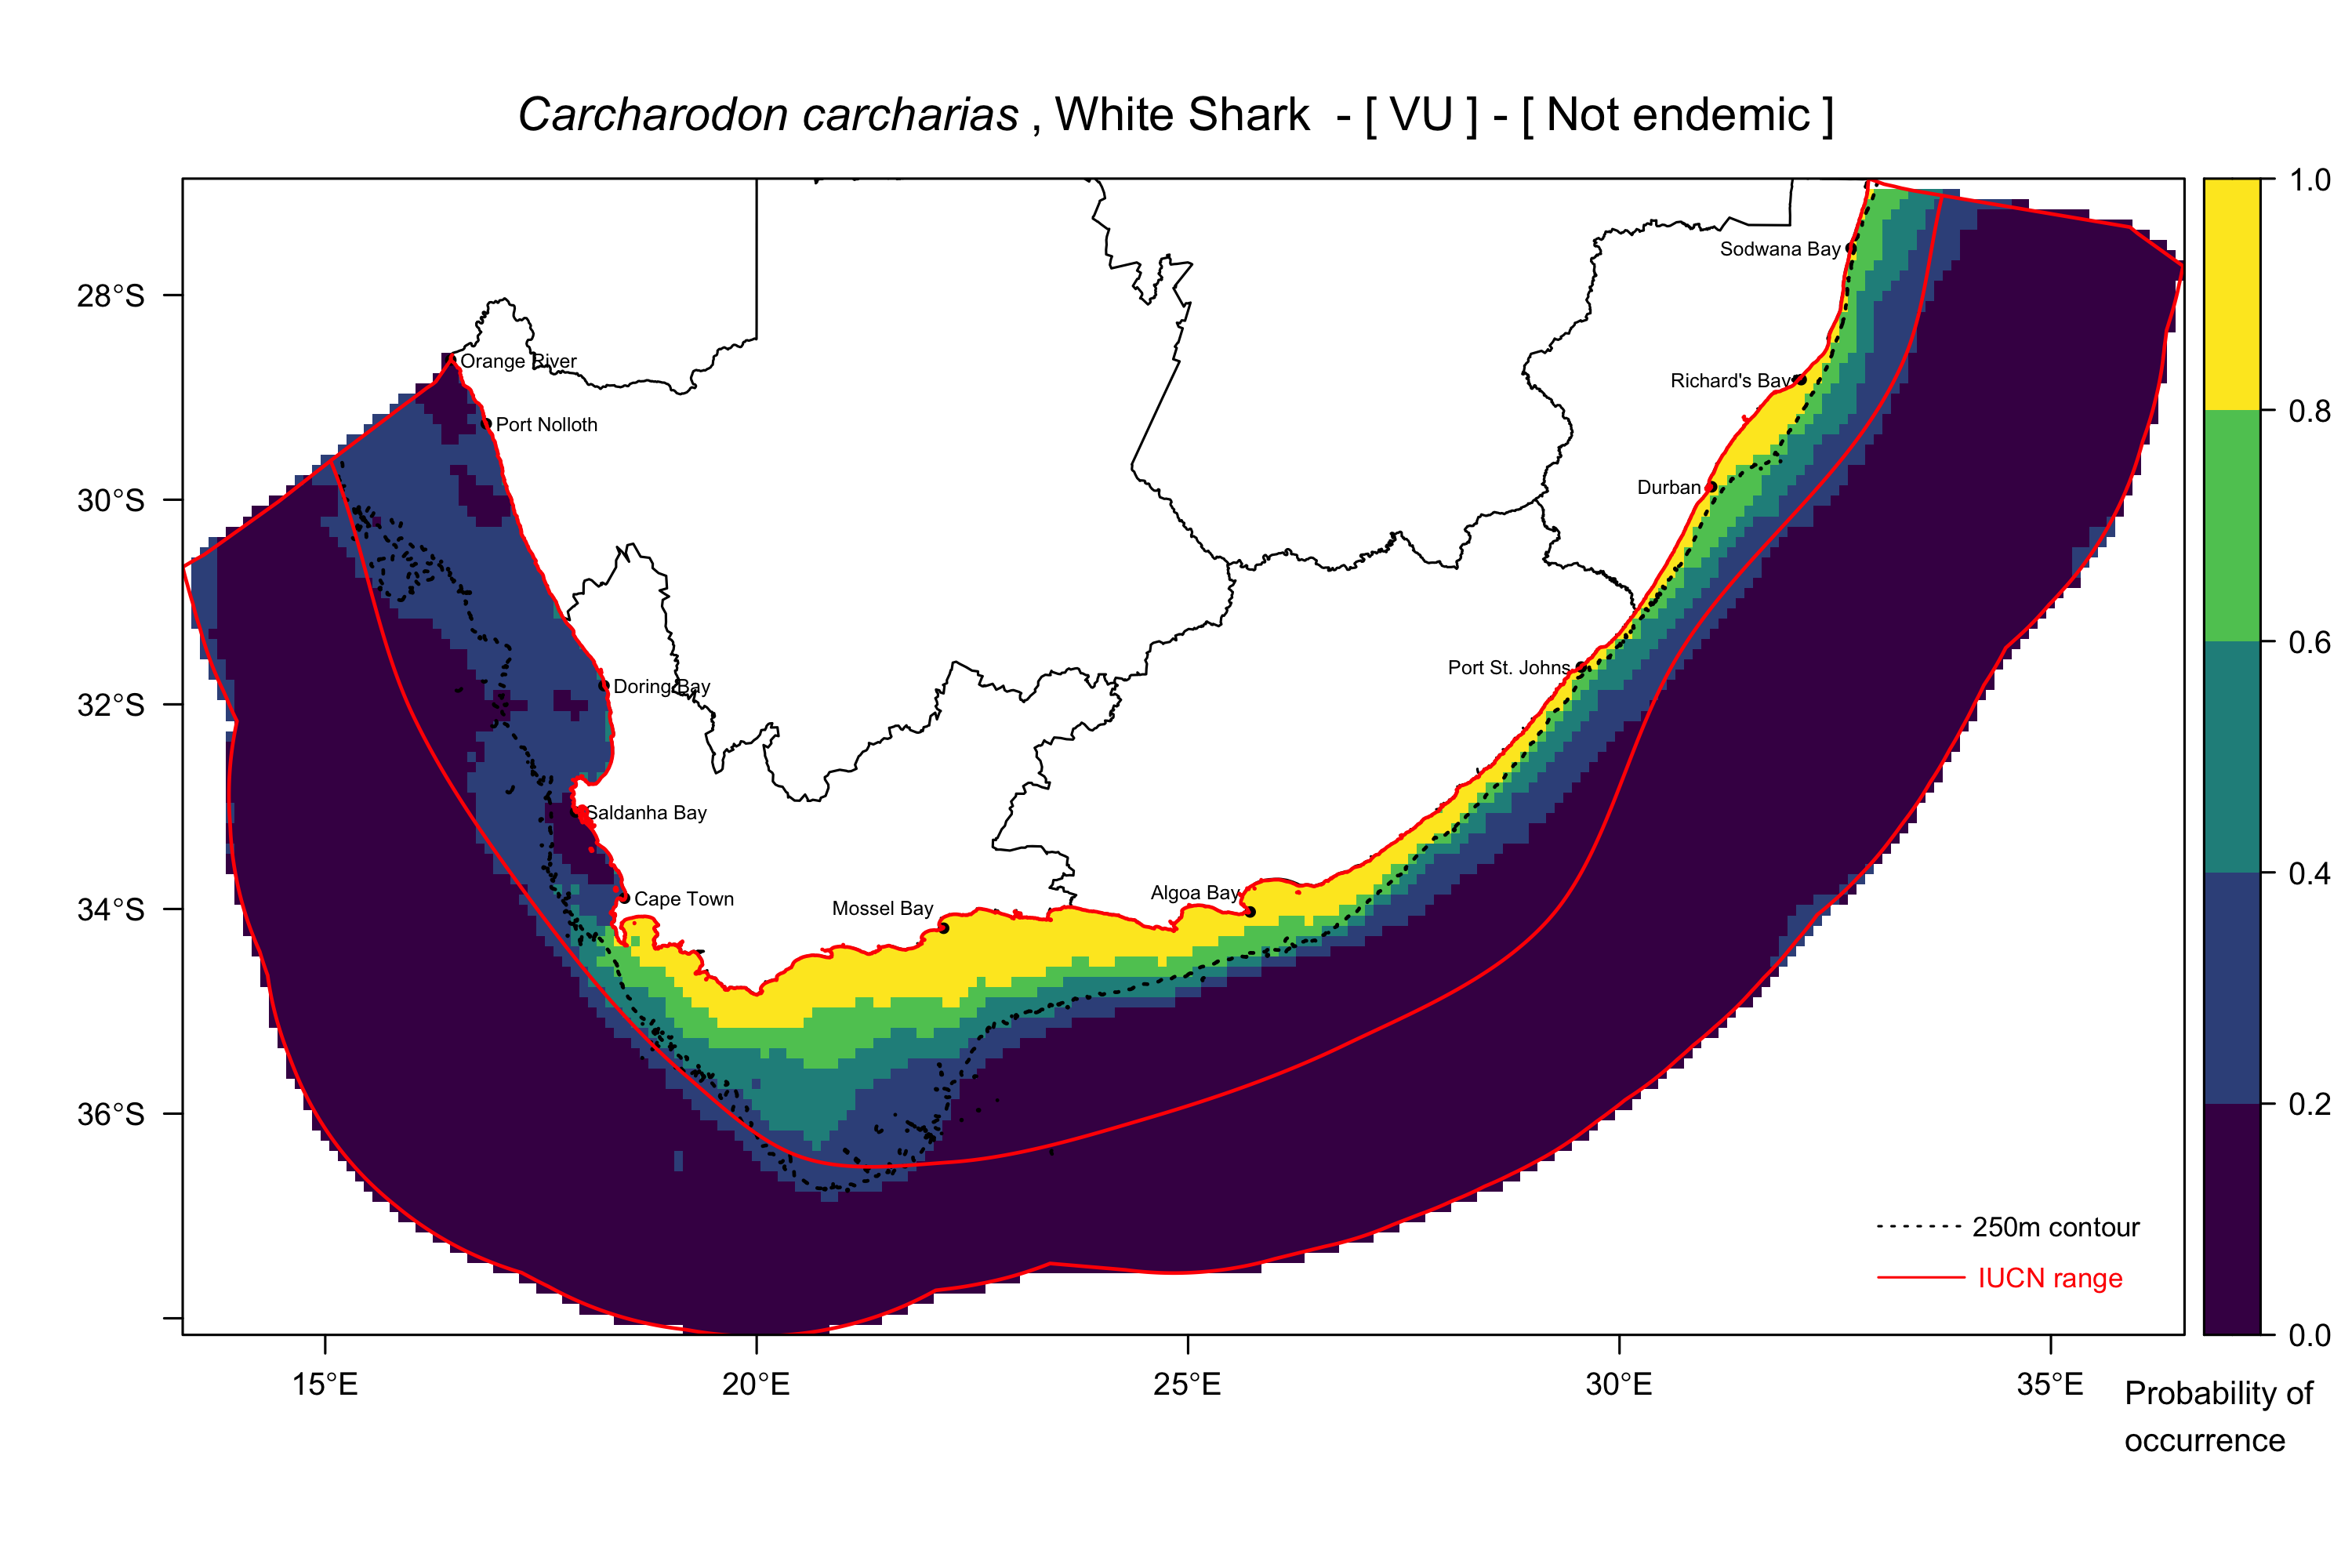 Carcharodon carcharias , White Shark - [ VU ] - [ Not endemic ]
1.0
0.8
0.6
0.4
0.2
0.0
28°S
30°S
32°S
34°S
36°S
Sodwana Bay
Orange River
Richard's Bay
Port Nolloth
Durban
Port St. Johns
Doring Bay
Saldanha Bay
Algoa Bay
Cape Town
Mossel Bay
250m contour
IUCN range
15°E
20°E
25°E
30°E
35°E
Probability of
occurrence